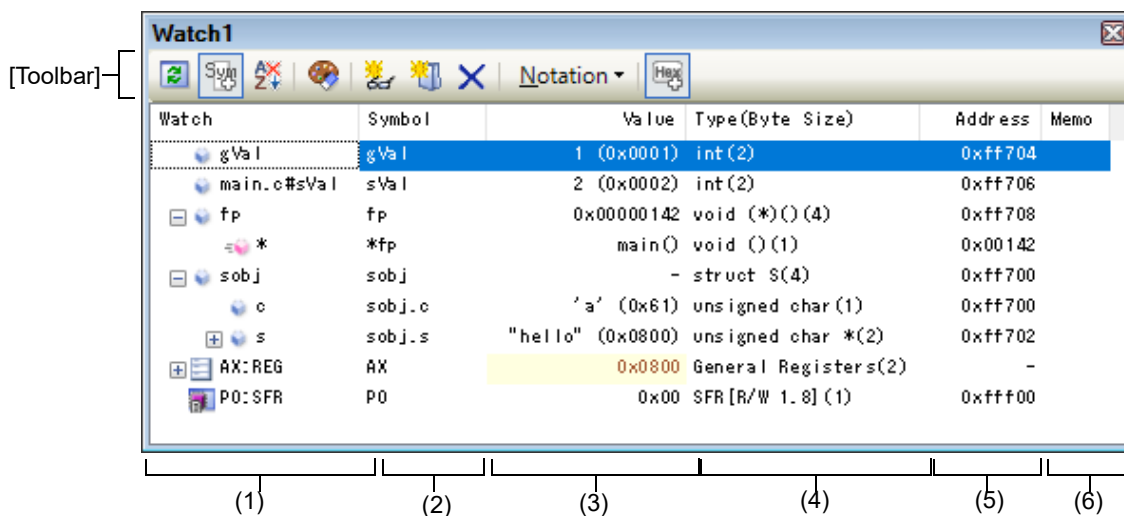 Watch1
[Toolbar]
Sym A Z Notation Hex
Watch Symbol Value Type(Byte Size) Address Memo
gVal gVal 1 (0x0001) int(2) 0xff704
main.c#sVal sVal 2 (0x0002) int(2) 0xff706
fp fp 0x00000142 void (*)()(4) 0xff708
* *fp main() void ()(1) 0x00142
sobj sobj - struct S(4) 0xff700
c sobj.c 'a' (0x61) unsigned char(1) 0xff700
s sobj.s "hello" (0x0800) unsigned char *(2) 0xff702
AX:REG AX 0x0800 General Registers(2) -
P0:SFR P0 0x00 SFR[R/W 1.8](1) 0xfff00
(1) (2) (3) (4) (5) (6)